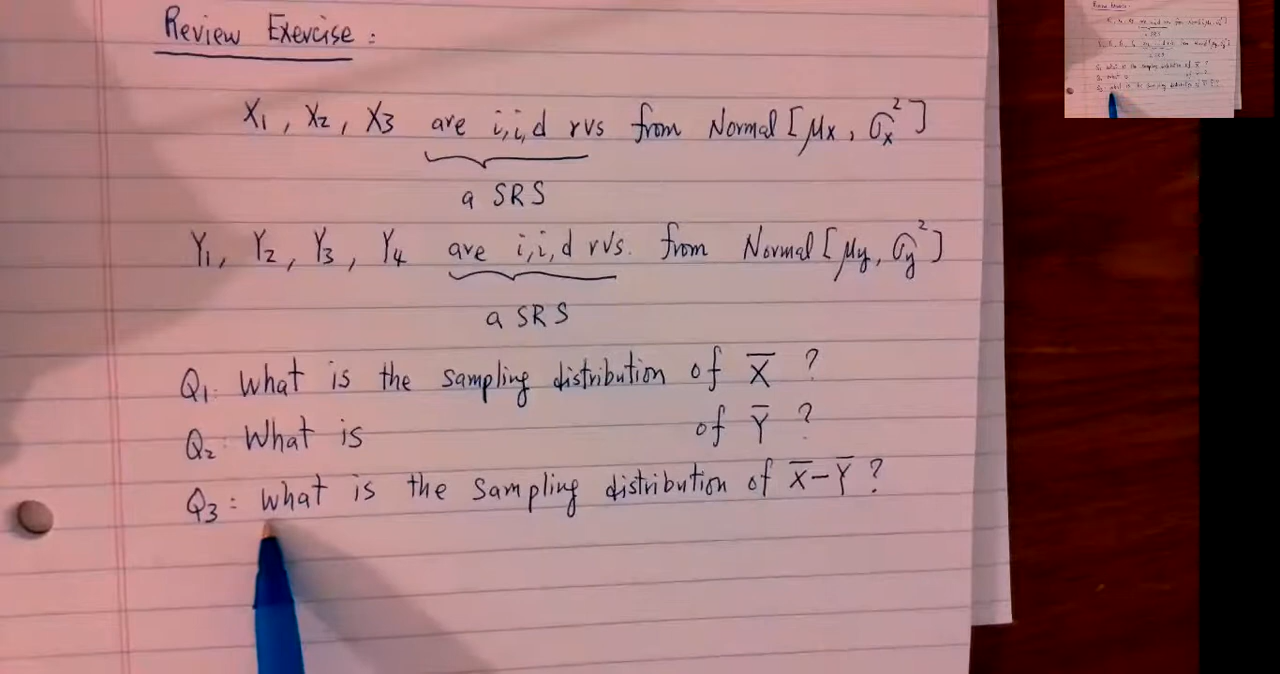 Review Exercise :
X1, X2, X3 are i,i,d rvs from Normal [μx, σx²]
a SRS
Y1, Y2, Y3, Y4 are i,i,d rvs. from Normal [μy, σy²]
a SRS
Q1. What is the sampling distribution of X̅ ?
Q2. What is of Y̅ ?
Q3: What is the sampling distribution of X̅-Y̅ ?